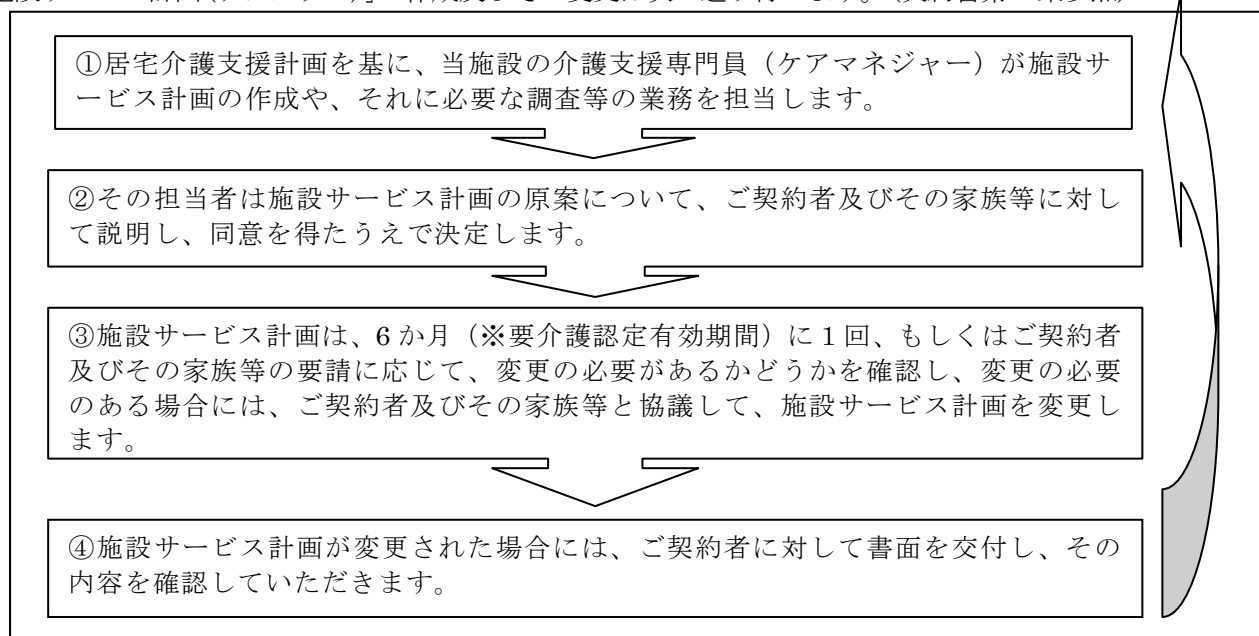 ①居宅介護支援計画を基に、当施設の介護支援専門員（ケアマネジャー）が施設サ
ービス計画の作成や、それに必要な調査等の業務を担当します。
②その担当者は施設サービス計画の原案について、ご契約者及びその家族等に対し
て説明し、同意を得たうえで決定します。
③施設サービス計画は、6 か月（※要介護認定有効期間）に 1 回、もしくはご契約者
及びその家族等の要請に応じて、変更の必要があるかどうかを確認し、変更の必要
のある場合には、ご契約者及びその家族等と協議して、施設サービス計画を変更し
ます。
④施設サービス計画が変更された場合には、ご契約者に対して書面を交付し、その
内容を確認していただきます。